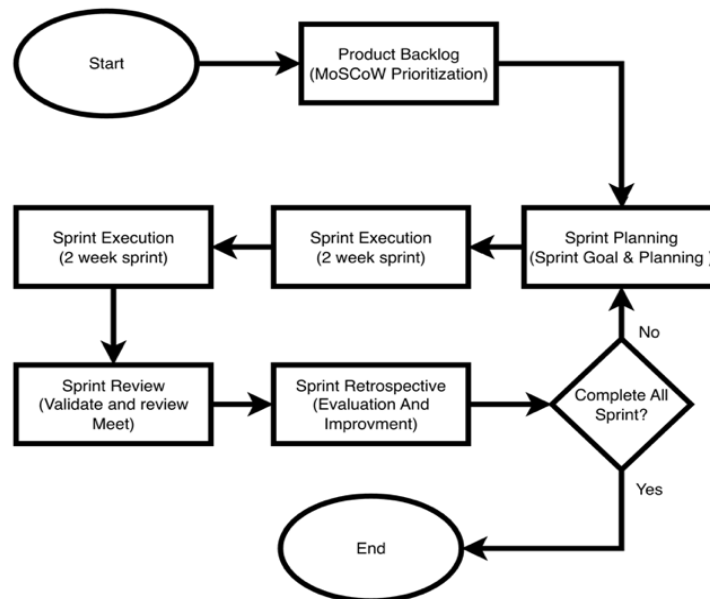 Start
Product Backlog
(MoSCoW Prioritization)
Sprint Planning
(Sprint Goal & Planning )
Sprint Execution
(2 week sprint)
Sprint Execution
(2 week sprint)
Sprint Review
(Validate and review
Meet)
Sprint Retrospective
(Evaluation And
Improvment)
Complete All
Sprint?
No
Yes
End